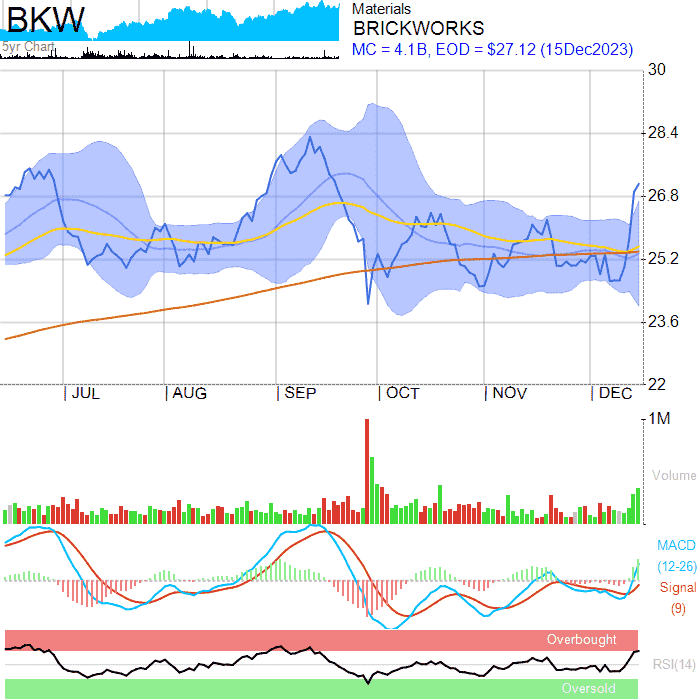 BKW
5yr Chart
Materials
BRICKWORKS
MC = 4.1B, EOD = $27.12 (15Dec2023)
30
28.4
26.8
25.2
23.6
22
JUL AUG SEP OCT NOV DEC
1M
Volume
MACD
(12-26)
Signal
(9)
Overbought
RSI(14)
Oversold